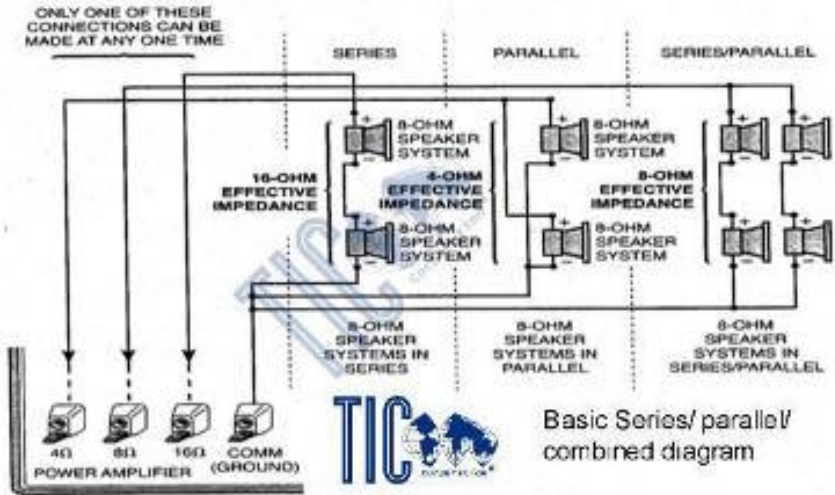 ONLY ONE OF THESE
CONNECTIONS CAN BE
MADE AT ANY ONE TIME
SERIES
PARALLEL
SERIES/PARALLEL
+
8-OHM
SPEAKER
SYSTEM
−
16-OHM
EFFECTIVE
IMPEDANCE
+
8-OHM
SPEAKER
SYSTEM
−
+
8-OHM
SPEAKER
SYSTEM
−
4-OHM
EFFECTIVE
IMPEDANCE
+
8-OHM
SPEAKER
SYSTEM
−
+
+
−
−
8-OHM
EFFECTIVE
IMPEDANCE
+
+
−
−
TIC
8-OHM
SPEAKER
SYSTEMS IN
SERIES
8-OHM
SPEAKER
SYSTEMS IN
PARALLEL
8-OHM
SPEAKER
SYSTEMS IN
SERIES/PARALLEL
4Ω
8Ω
16Ω
COMM
(GROUND)
POWER AMPLIFIER
TIC
Basic Series/ parallel/
combined diagram